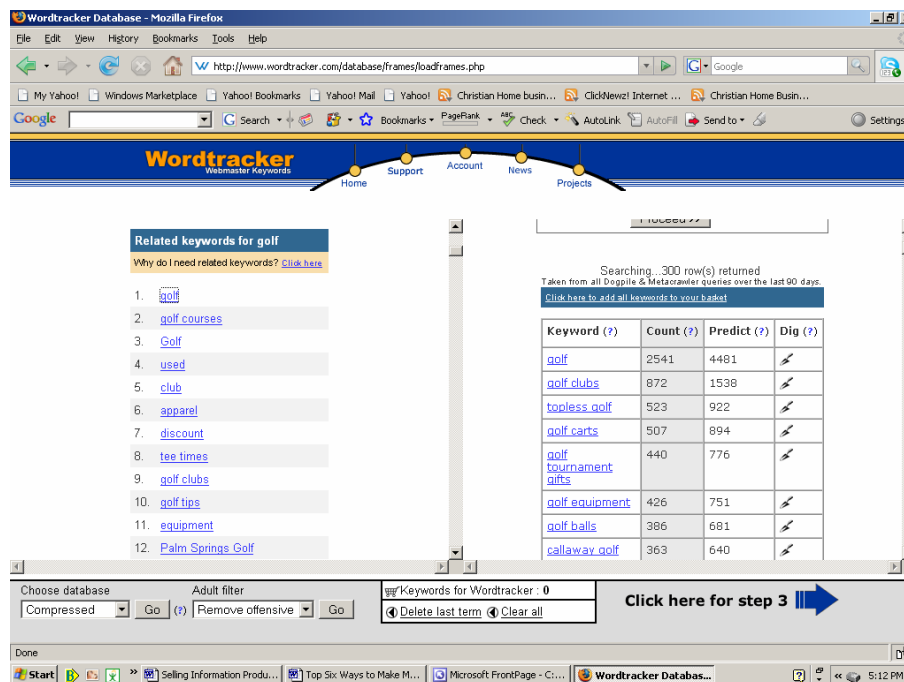 Wordtracker Database - Mozilla Firefox
File Edit View History Bookmarks Tools Help
http://www.wordtracker.com/database/frames/loadframes.php
G Google
My Yahoo! Windows Marketplace Yahoo! Bookmarks Yahoo! Mail Yahoo! Christian Home busin... ClickNewz! Internet ... Christian Home Busin...
Google G Search Bookmarks PageRank ABC Check AutoLink AutoFill Send to Settings
Wordtracker
Webmaster Keywords
Home Support Account News Projects
Related keywords for golf
Why do I need related keywords? Click here
1. golf
2. golf courses
3. Golf
4. used
5. club
6. apparel
7. discount
8. tee times
9. golf clubs
10. golf tips
11. equipment
12. Palm Springs Golf
Proceed >>
Searching...300 row(s) returned
Taken from all Dogpile & Metacrawler queries over the last 90 days.
Click here to add all keywords to your basket
Keyword (?) Count (?) Predict (?) Dig (?)
golf 2541 4481
golf clubs 872 1538
topless golf 523 922
golf carts 507 894
golf
tournament
gifts 440 776
golf equipment 426 751
golf balls 386 681
callaway golf 363 640
Choose database Adult filter
Compressed Go (?) Remove offensive Go
Keywords for Wordtracker : 0
Delete last term Clear all
Click here for step 3
Done
Start Selling Information Produ... Top Six Ways to Make M... Microsoft FrontPage - C:... Wordtracker Databas... 5:12 PM